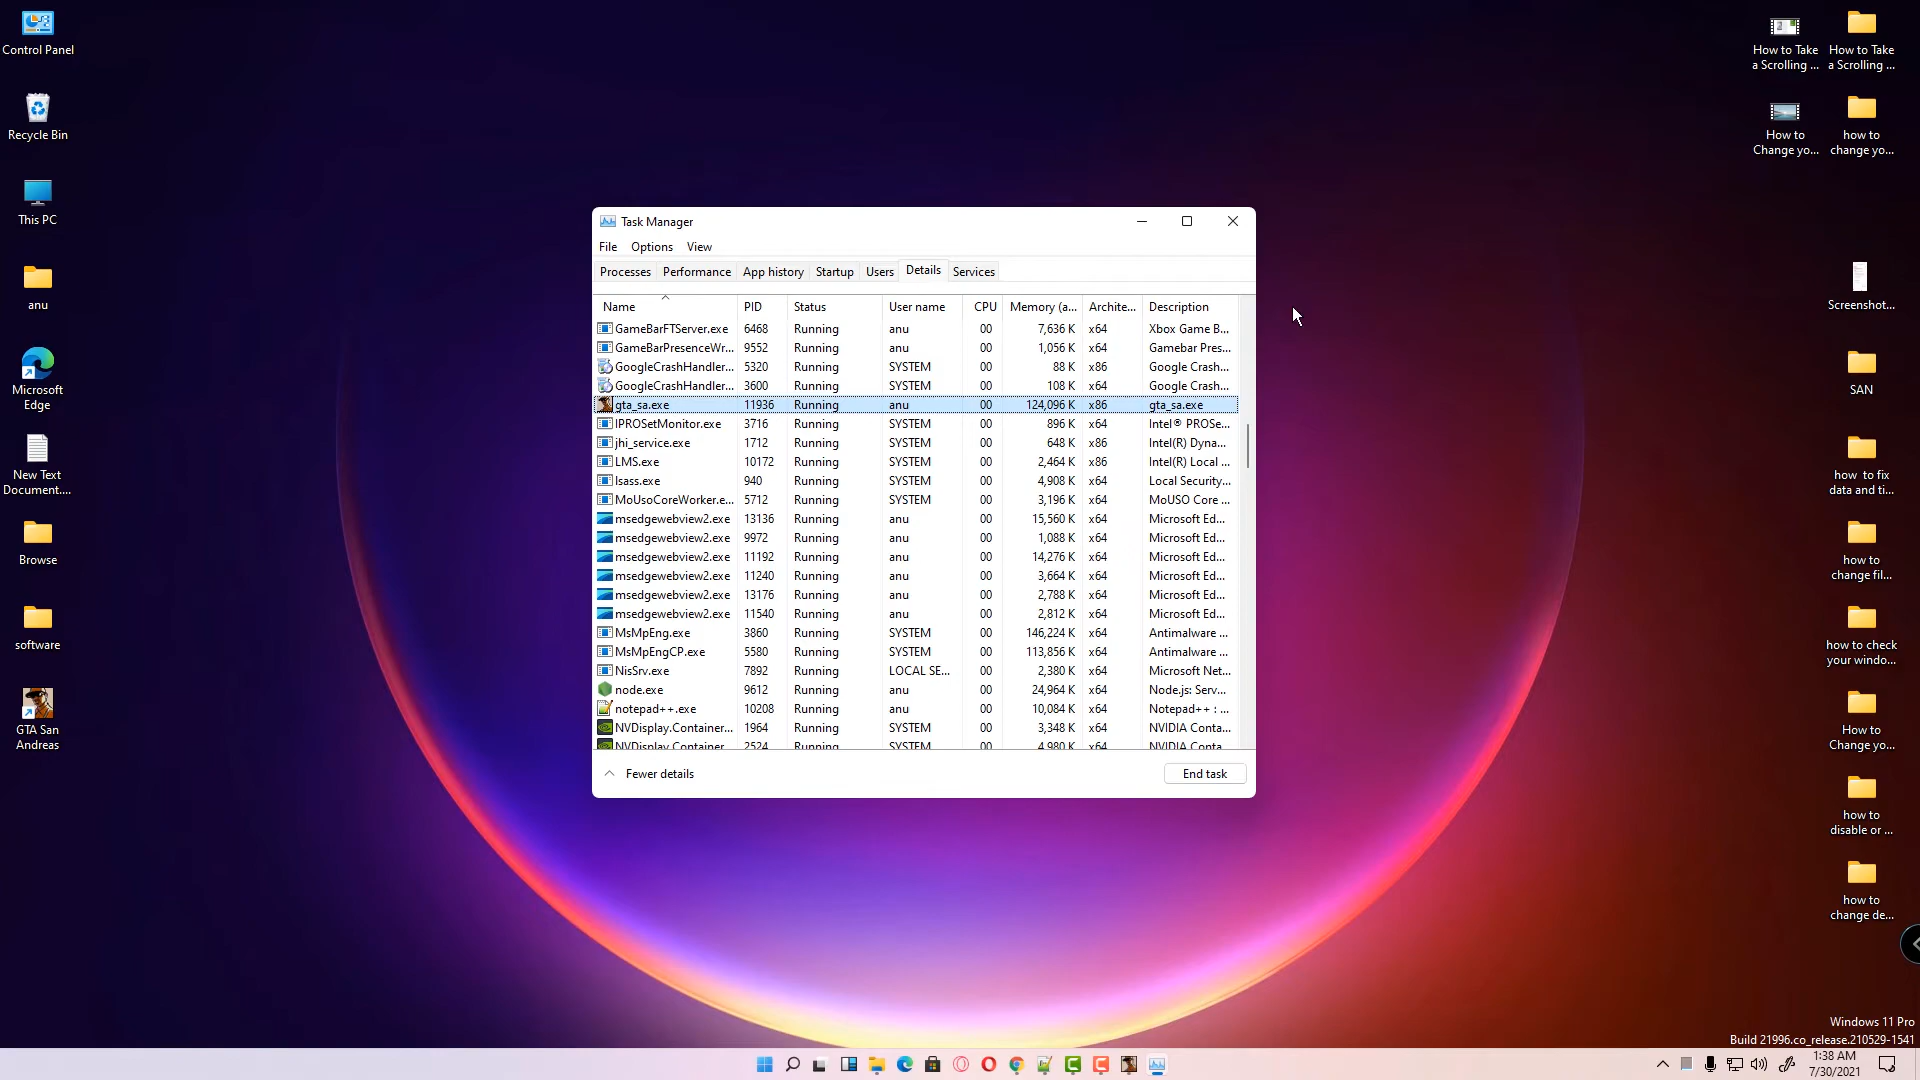 Control Panel
Recycle Bin
This PC
anu
Microsoft
Edge
New Text
Document....
Browse
software
GTA San
Andreas
Task Manager
File Options View
Processes Performance App history Startup Users Details Services
Name PID Status User name CPU Memory (a... Archite... Description
GameBarFTServer.exe 6468 Running anu 00 7,636 K x64 Xbox Game B...
GameBarPresenceWr... 9552 Running anu 00 1,056 K x64 Gamebar Pres...
GoogleCrashHandler... 5320 Running SYSTEM 00 88 K x86 Google Crash...
GoogleCrashHandler... 3600 Running SYSTEM 00 108 K x64 Google Crash...
gta_sa.exe 11936 Running anu 00 124,096 K x86 gta_sa.exe
IPROSetMonitor.exe 3716 Running SYSTEM 00 896 K x64 Intel® PROSe...
jhi_service.exe 1712 Running SYSTEM 00 648 K x86 Intel(R) Dyna...
LMS.exe 10172 Running SYSTEM 00 2,464 K x86 Intel(R) Local ...
lsass.exe 940 Running SYSTEM 00 4,908 K x64 Local Security...
MoUsoCoreWorker.e... 5712 Running SYSTEM 00 3,196 K x64 MoUSO Core ...
msedgewebview2.exe 13136 Running anu 00 15,560 K x64 Microsoft Ed...
msedgewebview2.exe 9972 Running anu 00 1,088 K x64 Microsoft Ed...
msedgewebview2.exe 11192 Running anu 00 14,276 K x64 Microsoft Ed...
msedgewebview2.exe 11240 Running anu 00 3,664 K x64 Microsoft Ed...
msedgewebview2.exe 13176 Running anu 00 2,788 K x64 Microsoft Ed...
msedgewebview2.exe 11540 Running anu 00 2,812 K x64 Microsoft Ed...
MsMpEng.exe 3860 Running SYSTEM 00 146,224 K x64 Antimalware ...
MsMpEngCP.exe 5580 Running SYSTEM 00 113,856 K x64 Antimalware ...
NisSrv.exe 7892 Running LOCAL SE... 00 2,380 K x64 Microsoft Net...
node.exe 9612 Running anu 00 24,964 K x64 Node.js: Serv...
notepad++.exe 10208 Running anu 00 10,084 K x64 Notepad++ : ...
NVDisplay.Container... 1964 Running SYSTEM 00 3,348 K x64 NVIDIA Conta...
NVDisplay.Container 2524 Running SYSTEM 00 4,980 K x64 NVIDIA Conta
Fewer details End task
How to Take
a Scrolling ...
How to Take
a Scrolling ...
How to
Change yo...
how to
change yo...
Screenshot...
SAN
how to fix
data and ti...
how to
change fil...
how to check
your windo...
How to
Change yo...
how to
disable or ...
how to
change de...
Windows 11 Pro
Build 21996.co_release.210529-1541
1:38 AM
7/30/2021